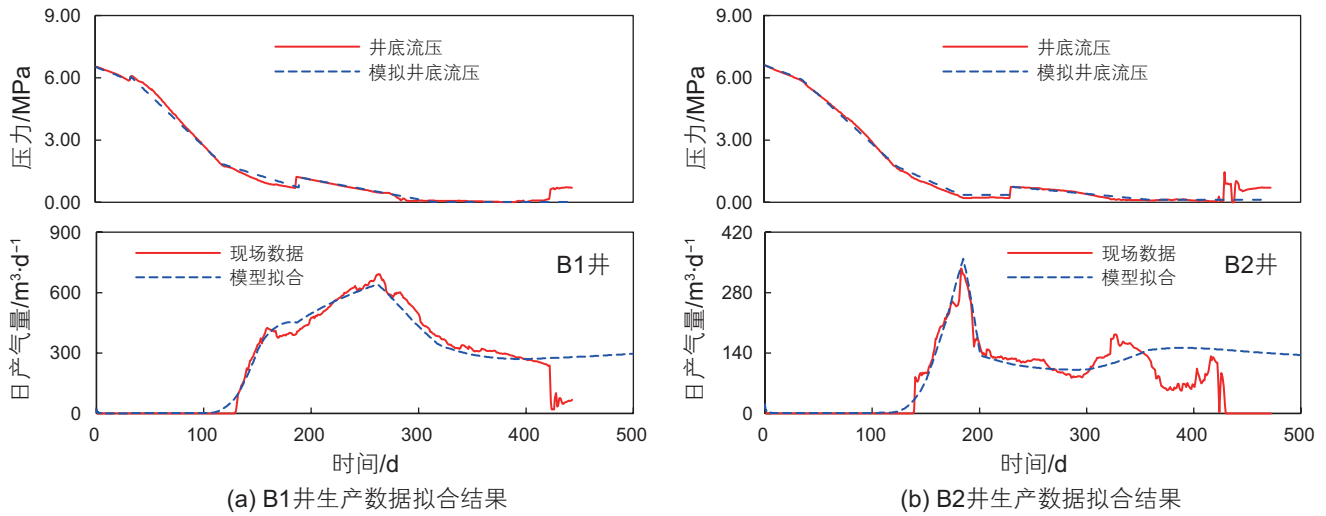 9.00
6.00
3.00
0.00
压力/MPa
井底流压
模拟井底流压
900
600
300
0
日产气量/m³·d⁻¹
现场数据
模型拟合
B1井
0 100 200 300 400 500
时间/d
(a) B1井生产数据拟合结果
9.00
6.00
3.00
0.00
压力/MPa
井底流压
模拟井底流压
420
280
140
0
日产气量/m³·d⁻¹
现场数据
模型拟合
B2井
0 100 200 300 400 500
时间/d
(b) B2井生产数据拟合结果